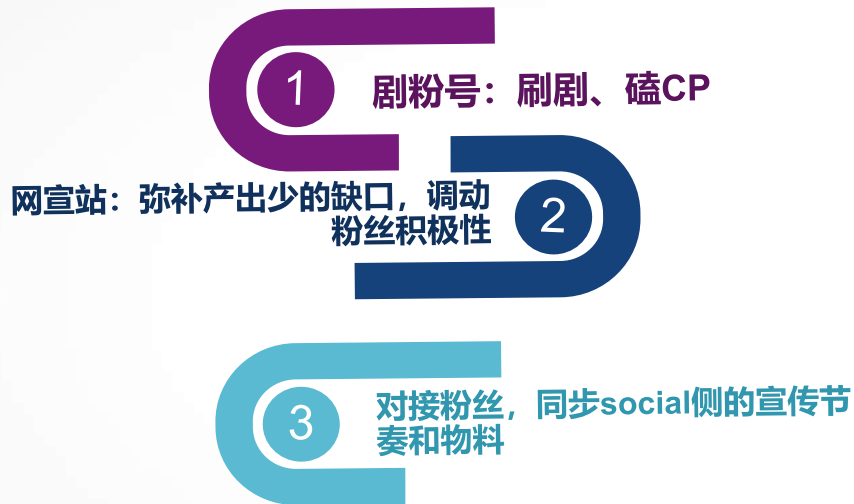 1
剧粉号：刷剧、磕CP
网宣站：弥补产出少的缺口，调动
粉丝积极性
2
3
对接粉丝，同步social侧的宣传节
奏和物料